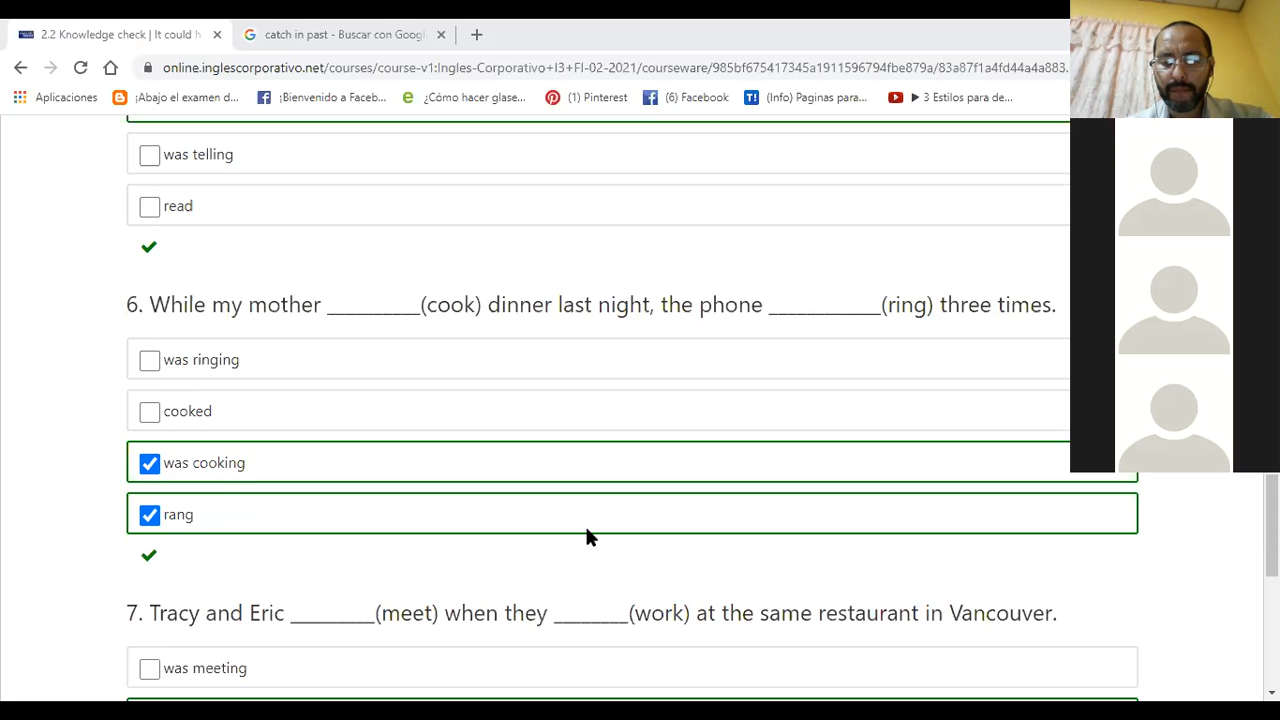 2.2 Knowledge check | It could h
catch in past - Buscar con Googl
online.inglescorporativo.net/courses/course-v1:Ingles-Corporativo+I3+FI-02-2021/courseware/985bf675417345a1911596794fbe879a/83a87f1a4fd44a4a883.
Aplicaciones
¡Abajo el examen d...
¡Bienvenido a Faceb...
¿Cómo hacer glase...
(1) Pinterest
(6) Facebook
(Info) Paginas para...
▶ 3 Estilos para de...
was telling
read
6. While my mother __________(cook) dinner last night, the phone ____________(ring) three times.
was ringing
cooked
was cooking
rang
7. Tracy and Eric _________(meet) when they ________(work) at the same restaurant in Vancouver.
was meeting